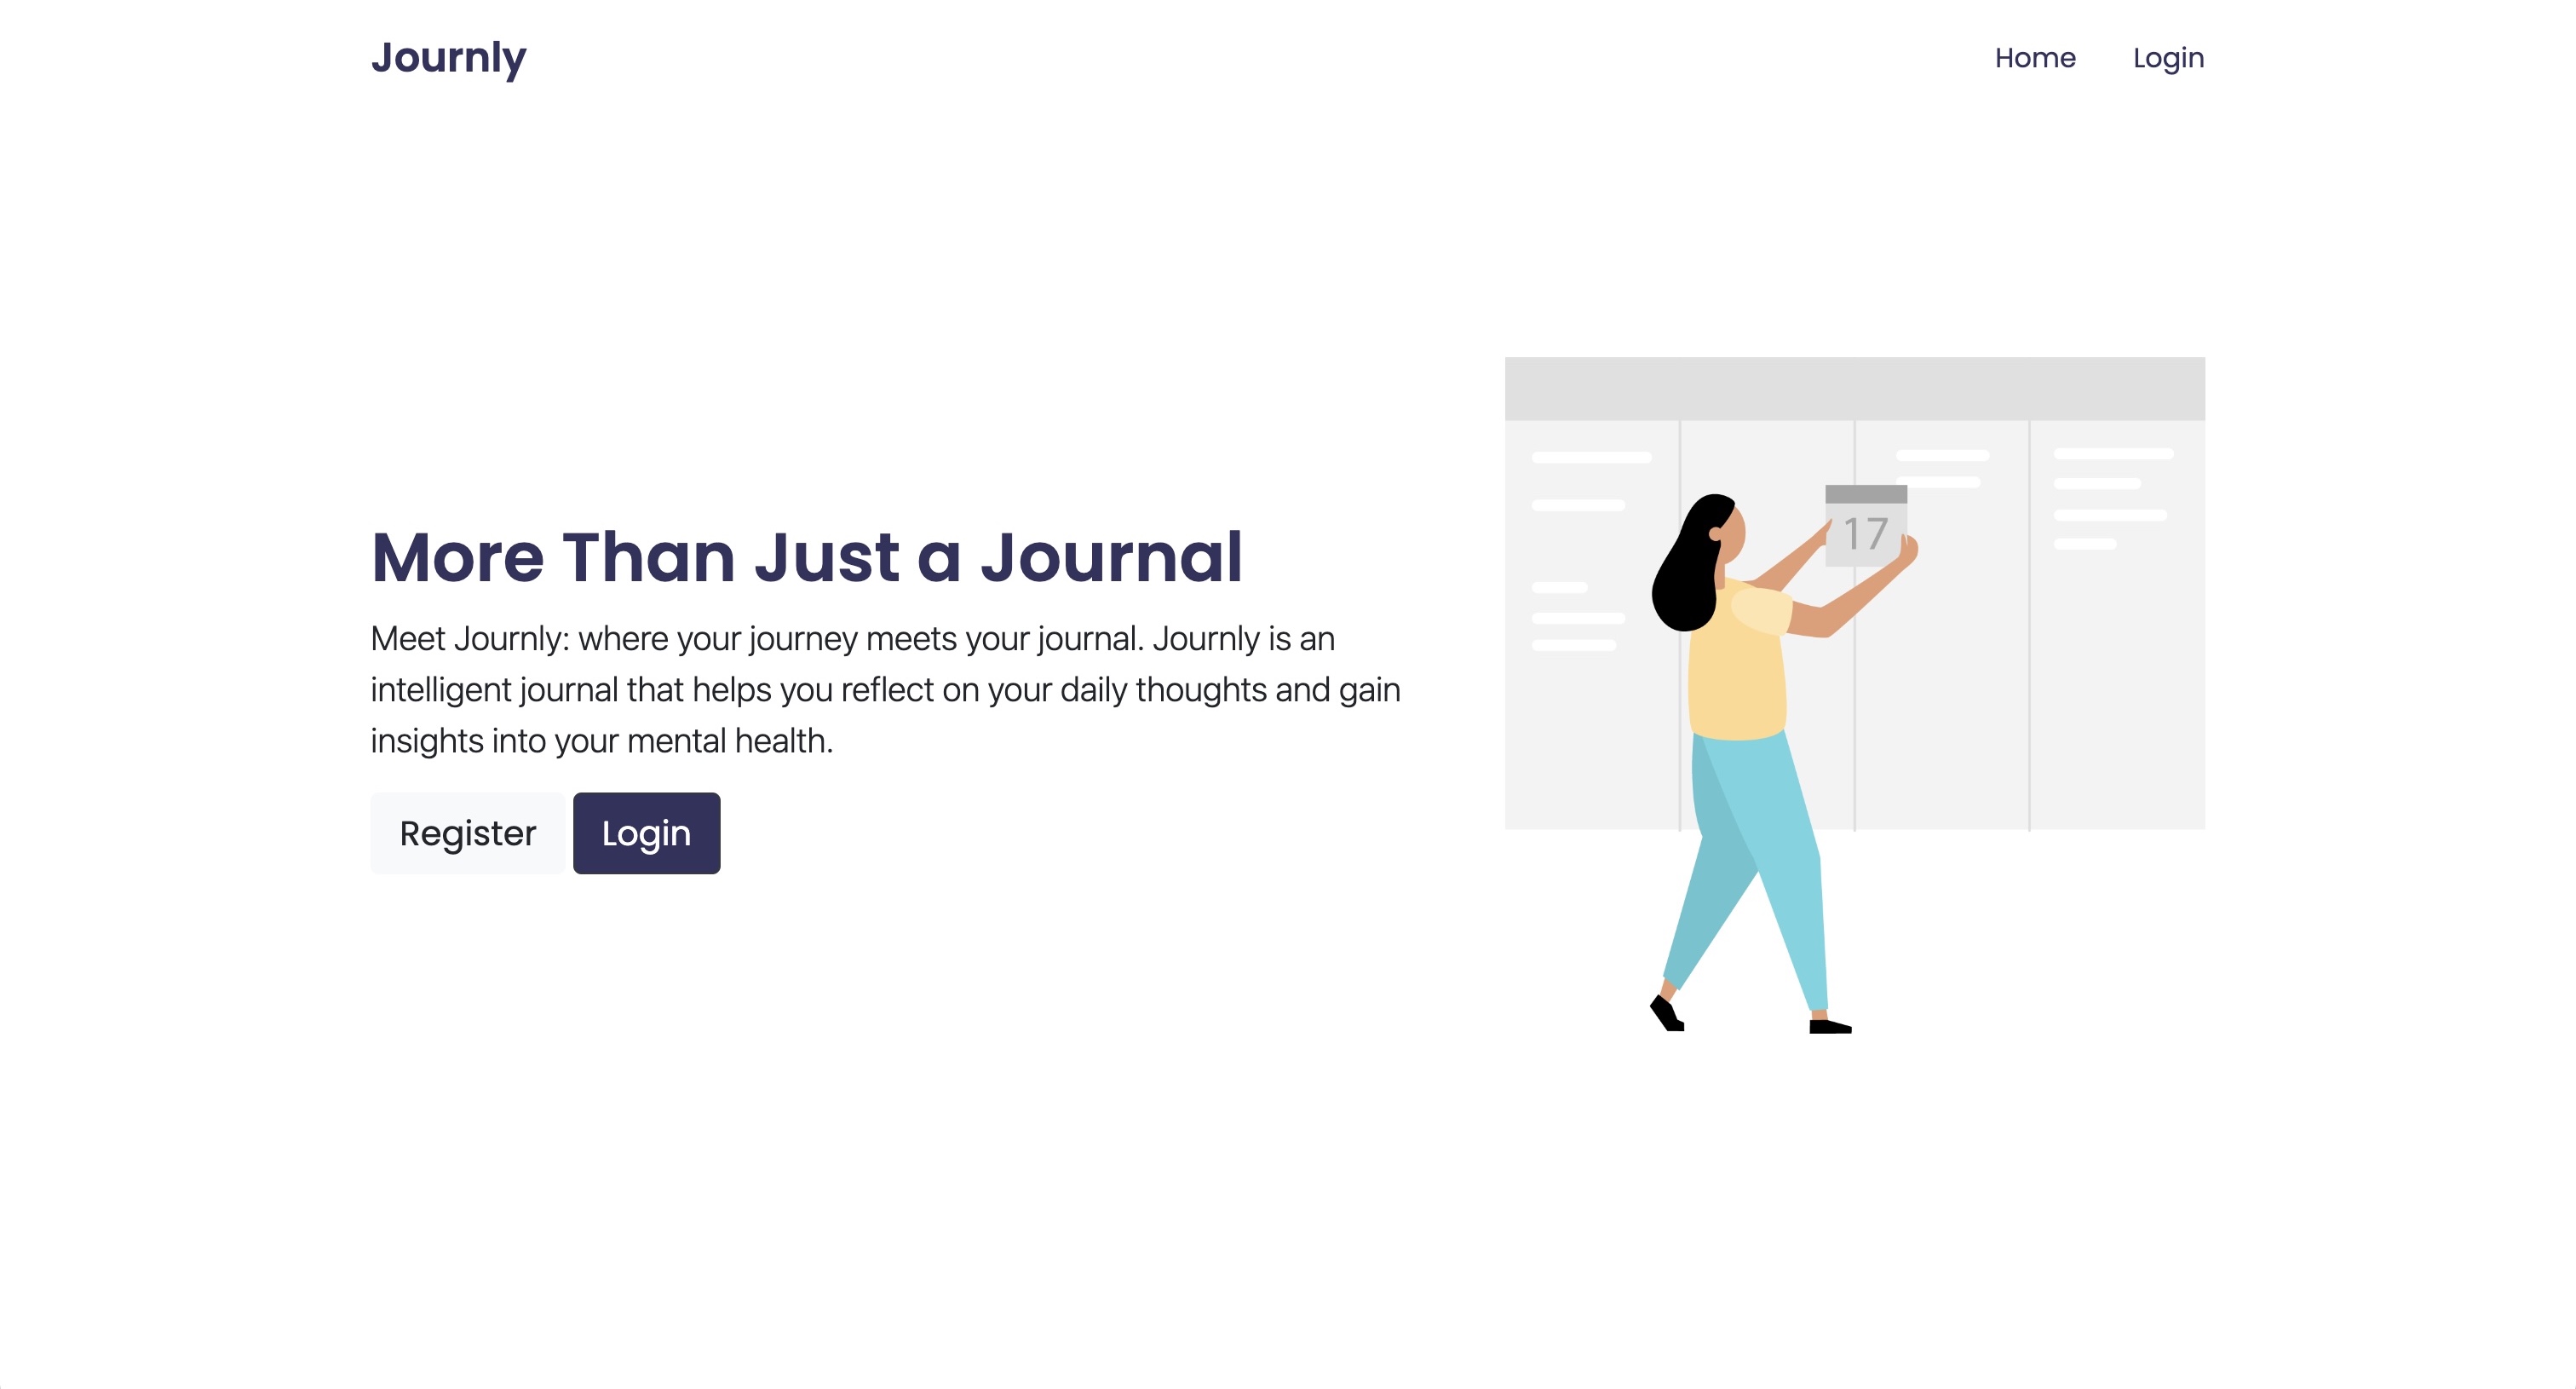 Journly
Home
Login
More Than Just a Journal
Meet Journly: where your journey meets your journal. Journly is an
intelligent journal that helps you reflect on your daily thoughts and gain
insights into your mental health.
Register
Login
17